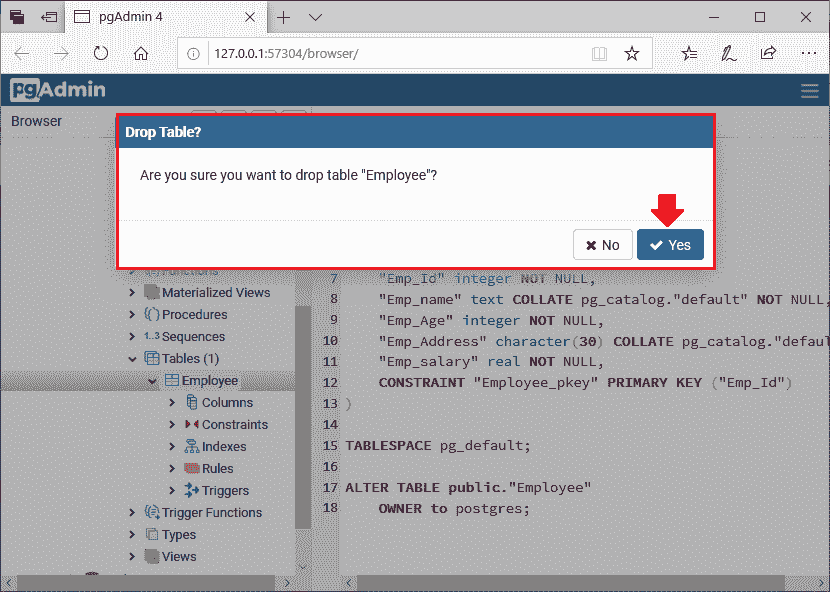 pgAdmin 4
127.0.0.1:57304/browser/
pgAdmin
Browser
Drop Table?
Are you sure you want to drop table "Employee"?
No
Yes
Functions
Materialized Views
Procedures
1..3 Sequences
Tables (1)
Employee
Columns
Constraints
Indexes
Rules
Triggers
Trigger Functions
Types
Views
7 "Emp_Id" integer NOT NULL,
8 "Emp_name" text COLLATE pg_catalog."default" NOT NULL,
9 "Emp_Age" integer NOT NULL,
10 "Emp_Address" character(30) COLLATE pg_catalog."defau
11 "Emp_salary" real NOT NULL,
12 CONSTRAINT "Employee_pkey" PRIMARY KEY ("Emp_Id")
13 )
14
15 TABLESPACE pg_default;
16
17 ALTER TABLE public."Employee"
18 OWNER to postgres;